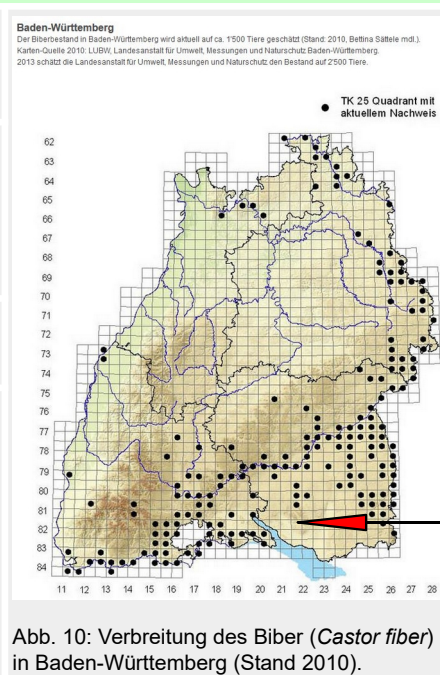 Baden-Württemberg
Der Biberbestand in Baden-Württemberg wird aktuell auf ca. 1'500 Tiere geschätzt (Stand: 2010, Bettina Sättele mdl.).
Karten-Quelle 2010: LUBW, Landesanstalt für Umwelt, Messungen und Naturschutz Baden-Württemberg.
2013 schätzt die Landesanstalt für Umwelt, Messungen und Naturschutz den Bestand auf 2'500 Tiere.
TK 25 Quadrant mit
aktuellem Nachweis
62
63
64
65
66
67
68
69
70
71
72
73
74
75
76
77
78
79
80
81
82
83
84
11 12 13 14 15 16 17 18 19 20 21 22 23 24 25 26 27 28
Abb. 10: Verbreitung des Biber (Castor fiber)
in Baden-Württemberg (Stand 2010).